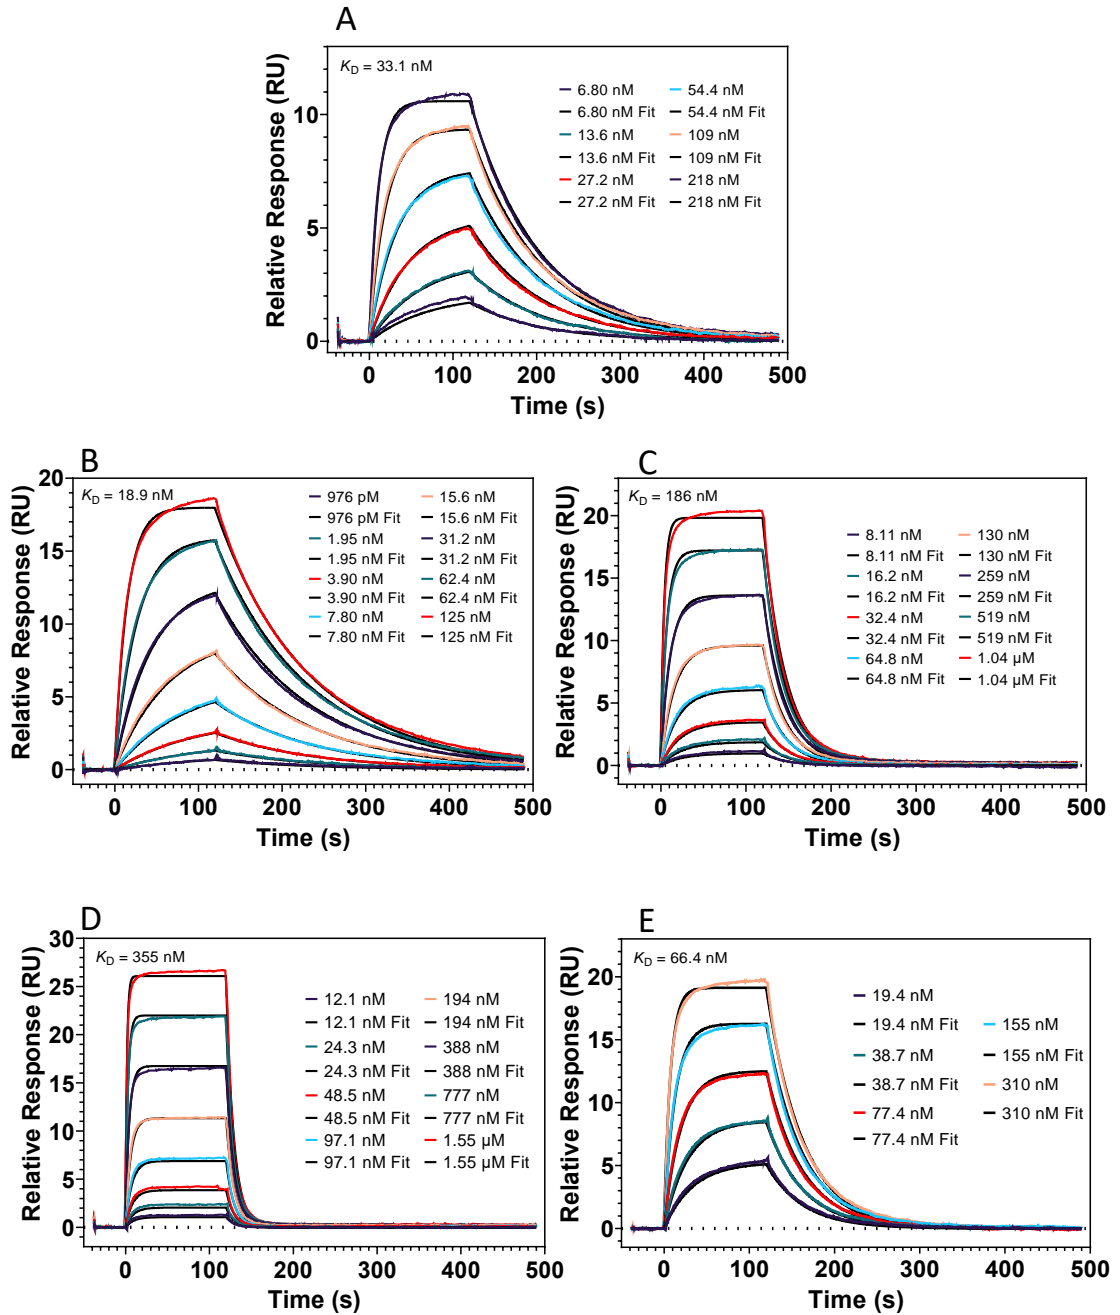 A
Relative Response (RU)
K_D = 33.1 nM
6.80 nM
6.80 nM Fit
13.6 nM
13.6 nM Fit
27.2 nM
27.2 nM Fit
54.4 nM
54.4 nM Fit
109 nM
109 nM Fit
218 nM
218 nM Fit
10
5
0
0 100 200 300 400 500
Time (s)
B
Relative Response (RU)
K_D = 18.9 nM
976 pM
976 pM Fit
1.95 nM
1.95 nM Fit
3.90 nM
3.90 nM Fit
7.80 nM
7.80 nM Fit
15.6 nM
15.6 nM Fit
31.2 nM
31.2 nM Fit
62.4 nM
62.4 nM Fit
125 nM
125 nM Fit
20
15
10
5
0
0 100 200 300 400 500
Time (s)
C
Relative Response (RU)
K_D = 186 nM
8.11 nM
8.11 nM Fit
16.2 nM
16.2 nM Fit
32.4 nM
32.4 nM Fit
64.8 nM
64.8 nM Fit
130 nM
130 nM Fit
259 nM
259 nM Fit
519 nM
519 nM Fit
1.04 µM
1.04 µM Fit
20
15
10
5
0
0 100 200 300 400 500
Time (s)
D
Relative Response (RU)
K_D = 355 nM
12.1 nM
12.1 nM Fit
24.3 nM
24.3 nM Fit
48.5 nM
48.5 nM Fit
97.1 nM
97.1 nM Fit
194 nM
194 nM Fit
388 nM
388 nM Fit
777 nM
777 nM Fit
1.55 µM
1.55 µM Fit
30
25
20
15
10
5
0
0 100 200 300 400 500
Time (s)
E
Relative Response (RU)
K_D = 66.4 nM
19.4 nM
19.4 nM Fit
38.7 nM
38.7 nM Fit
77.4 nM
77.4 nM Fit
155 nM
155 nM Fit
310 nM
310 nM Fit
20
15
10
5
0
0 100 200 300 400 500
Time (s)